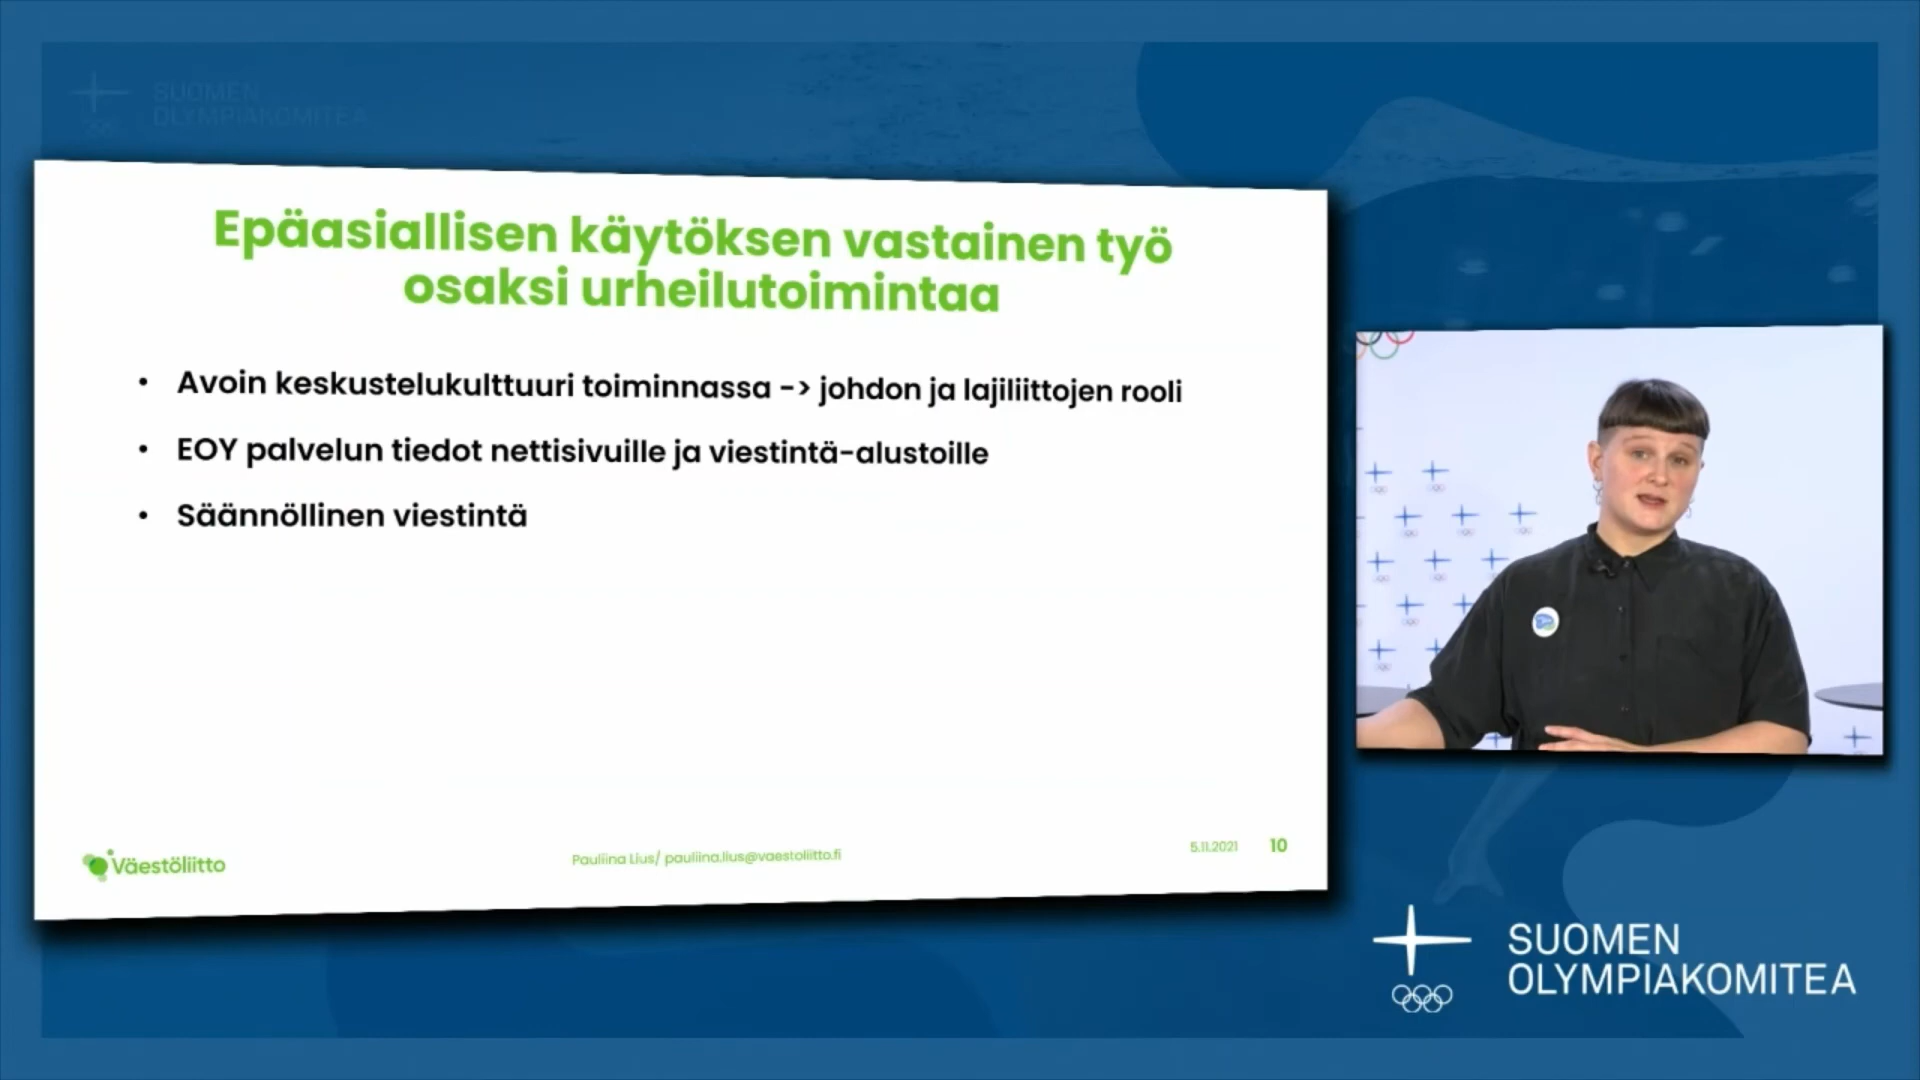 SUOMEN
OLYMPIAKOMITEA
Epäasiallisen käytöksen vastainen työ
osaksi urheilutoimintaa
• Avoin keskustelukulttuuri toiminnassa -> johdon ja lajiliittojen rooli
• EOY palvelun tiedot nettisivuille ja viestintä-alustoille
• Säännöllinen viestintä
Väestöliitto
Pauliina Lius/ pauliina.lius@vaestoliitto.fi
5.11.2021
10
SUOMEN
OLYMPIAKOMITEA